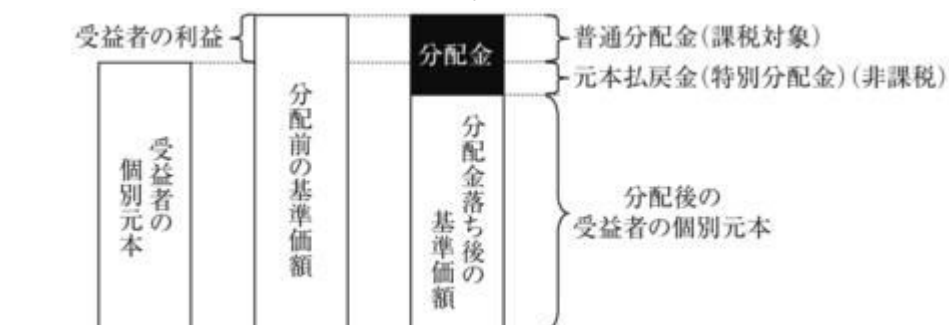 受益者の利益
分配金
普通分配金(課税対象)
元本払戻金(特別分配金)(非課税)
受益者の
個別元本
分配前の基準価額
分配金落ち後の
基準価額
分配後の
受益者の個別元本